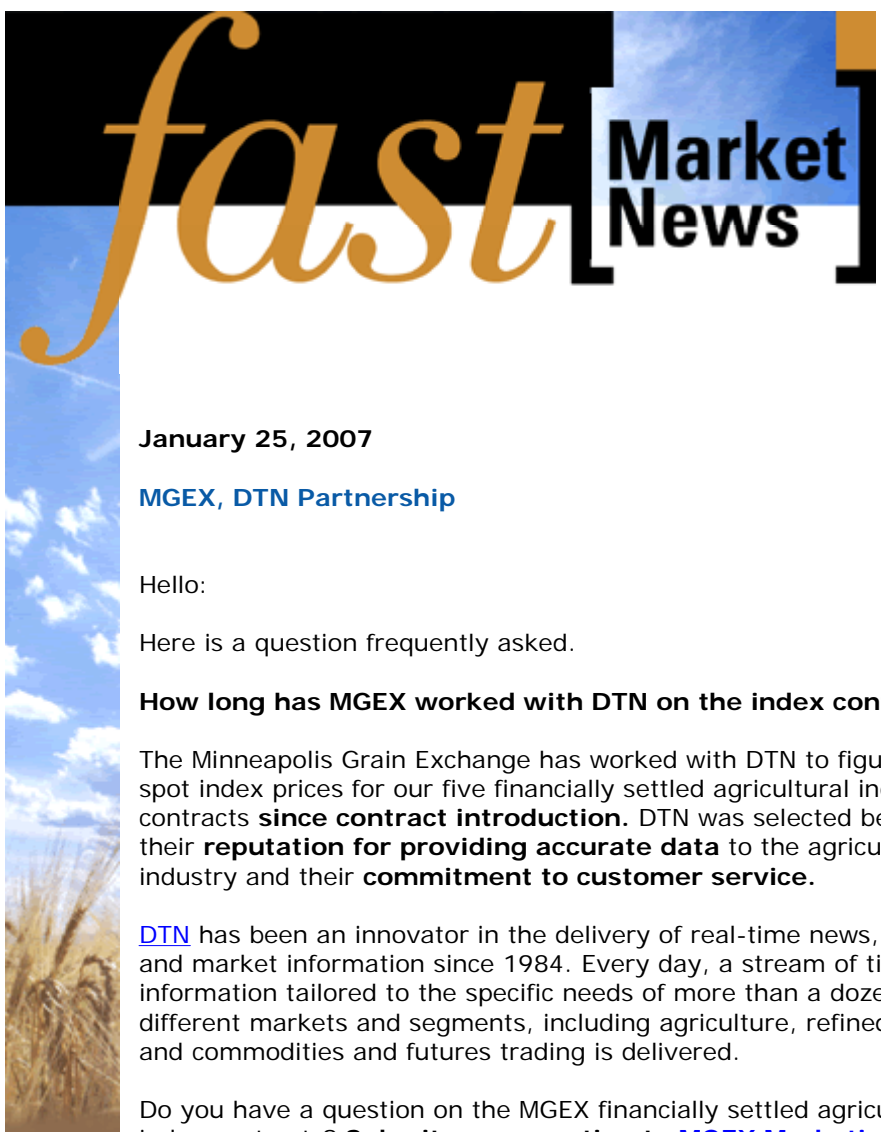 fast
Market
News
January 25, 2007
MGEX, DTN Partnership
Hello:
Here is a question frequently asked.
How long has MGEX worked with DTN on the index con
The Minneapolis Grain Exchange has worked with DTN to figu
spot index prices for our five financially settled agricultural in
contracts since contract introduction. DTN was selected be
their reputation for providing accurate data to the agricu
industry and their commitment to customer service.
DTN has been an innovator in the delivery of real-time news,
and market information since 1984. Every day, a stream of ti
information tailored to the specific needs of more than a doze
different markets and segments, including agriculture, refined
and commodities and futures trading is delivered.
Do you have a question on the MGEX financially settled agricu